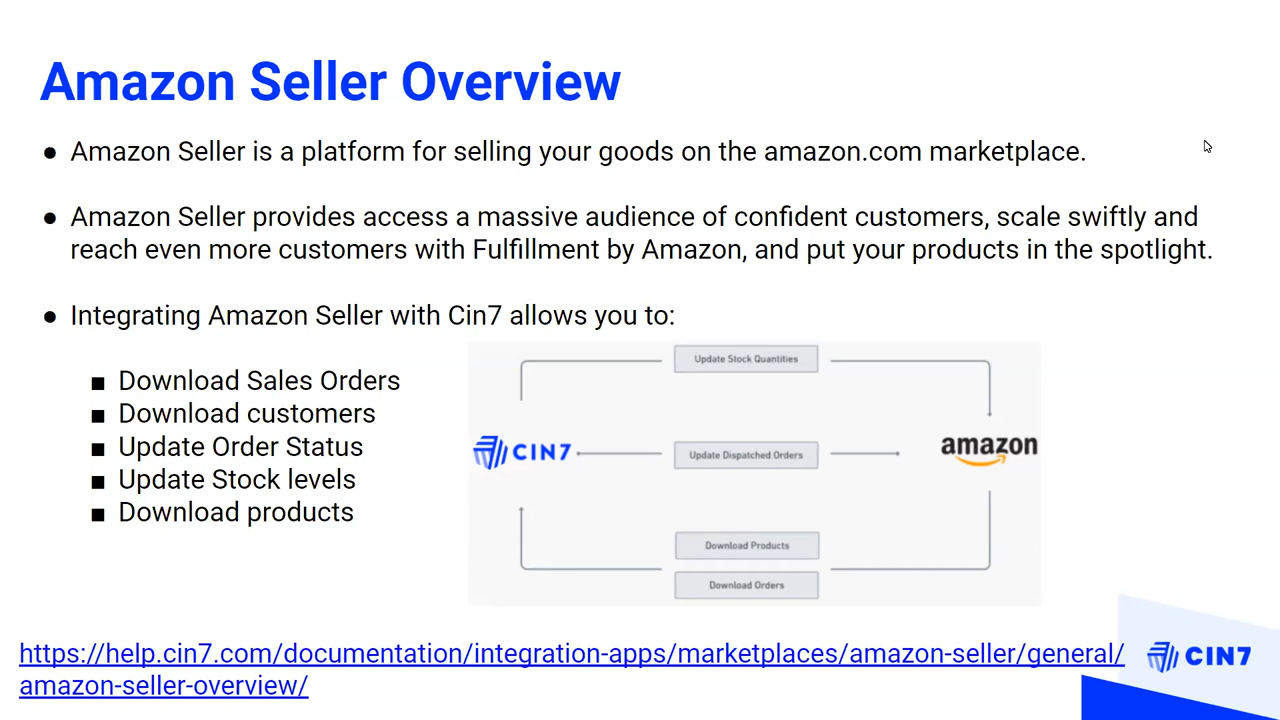 Amazon Seller Overview
● Amazon Seller is a platform for selling your goods on the amazon.com marketplace.
● Amazon Seller provides access a massive audience of confident customers, scale swiftly and
reach even more customers with Fulfillment by Amazon, and put your products in the spotlight.
● Integrating Amazon Seller with Cin7 allows you to:
■ Download Sales Orders
■ Download customers
■ Update Order Status
■ Update Stock levels
■ Download products
Update Stock Quantities
CIN7
Update Dispatched Orders
amazon
Download Products
Download Orders
https://help.cin7.com/documentation/integration-apps/marketplaces/amazon-seller/general/
amazon-seller-overview/
CIN7